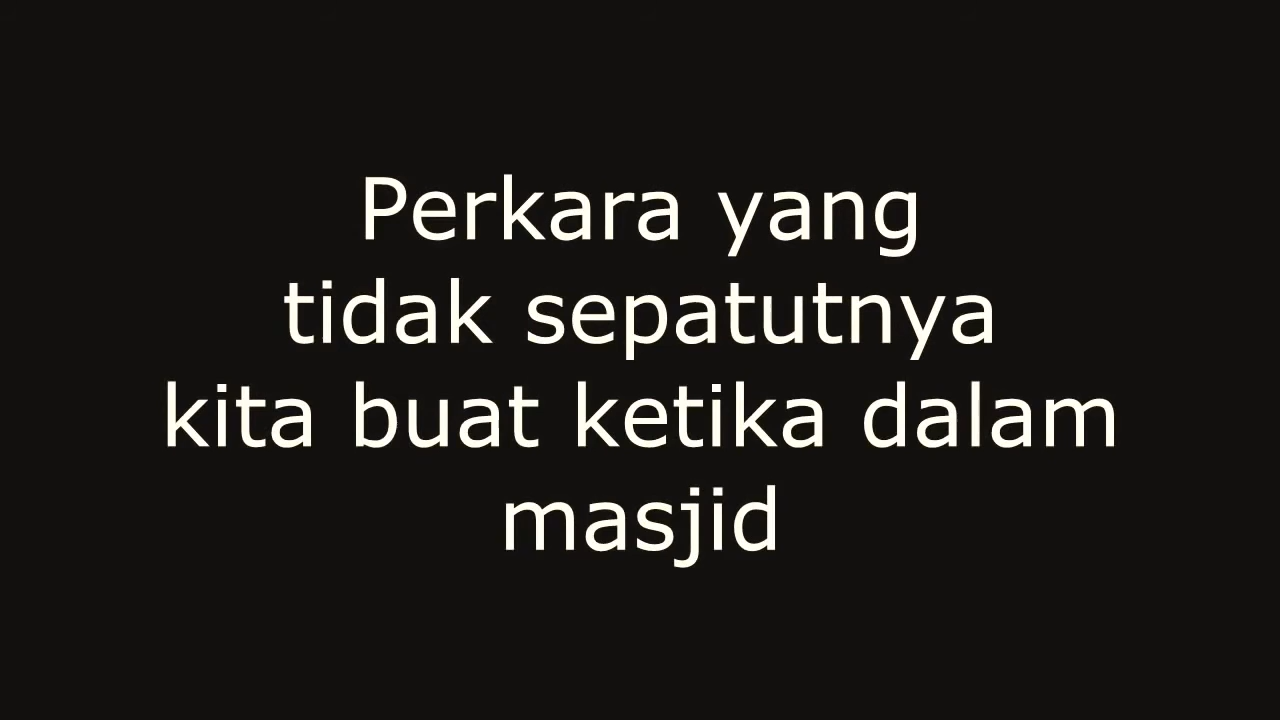 Perkara yang
tidak sepatutnya
kita buat ketika dalam
masjid